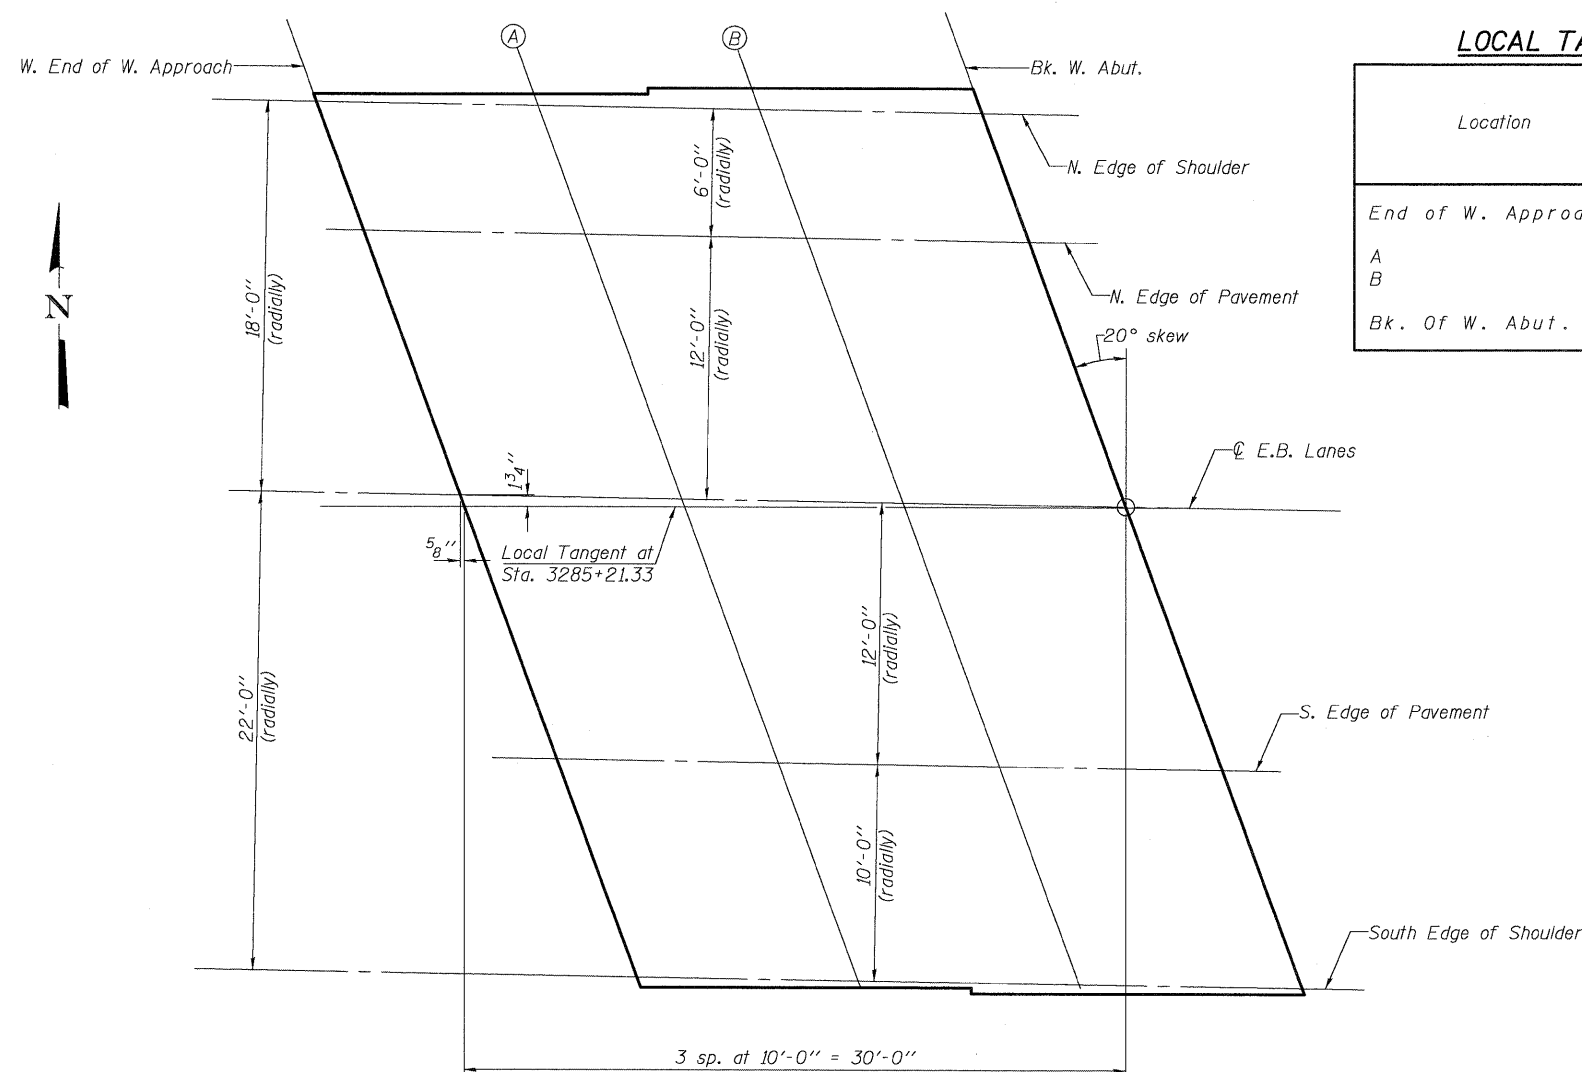 LOCAL TA
W. End of W. Approach
A
B
Bk. W. Abut.
Location
N. Edge of Shoulder
6'-0"
(radially)
End of W. Approa
A
B
Bk. Of W. Abut.
N
18'-0"
(radially)
12'-0"
(radially)
N. Edge of Pavement
20° skew
1 3/4"
℄ E.B. Lanes
5/8"
Local Tangent at
Sta. 3285+21.33
12'-0"
(radially)
22'-0"
(radially)
S. Edge of Pavement
10'-0"
(radially)
South Edge of Shoulder
3 sp. at 10'-0" = 30'-0"